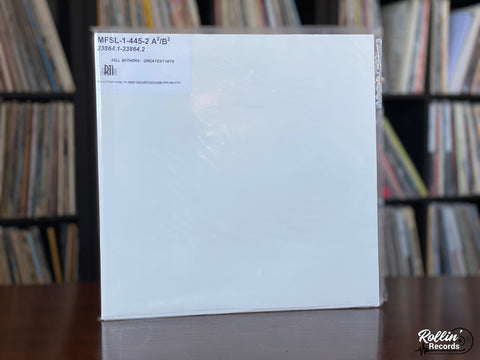 MFSL-1-445-2 A²/B²
23864.1-23864.2
BILL WITHERS: GREATEST HITS
RTI
Rollin'
Records